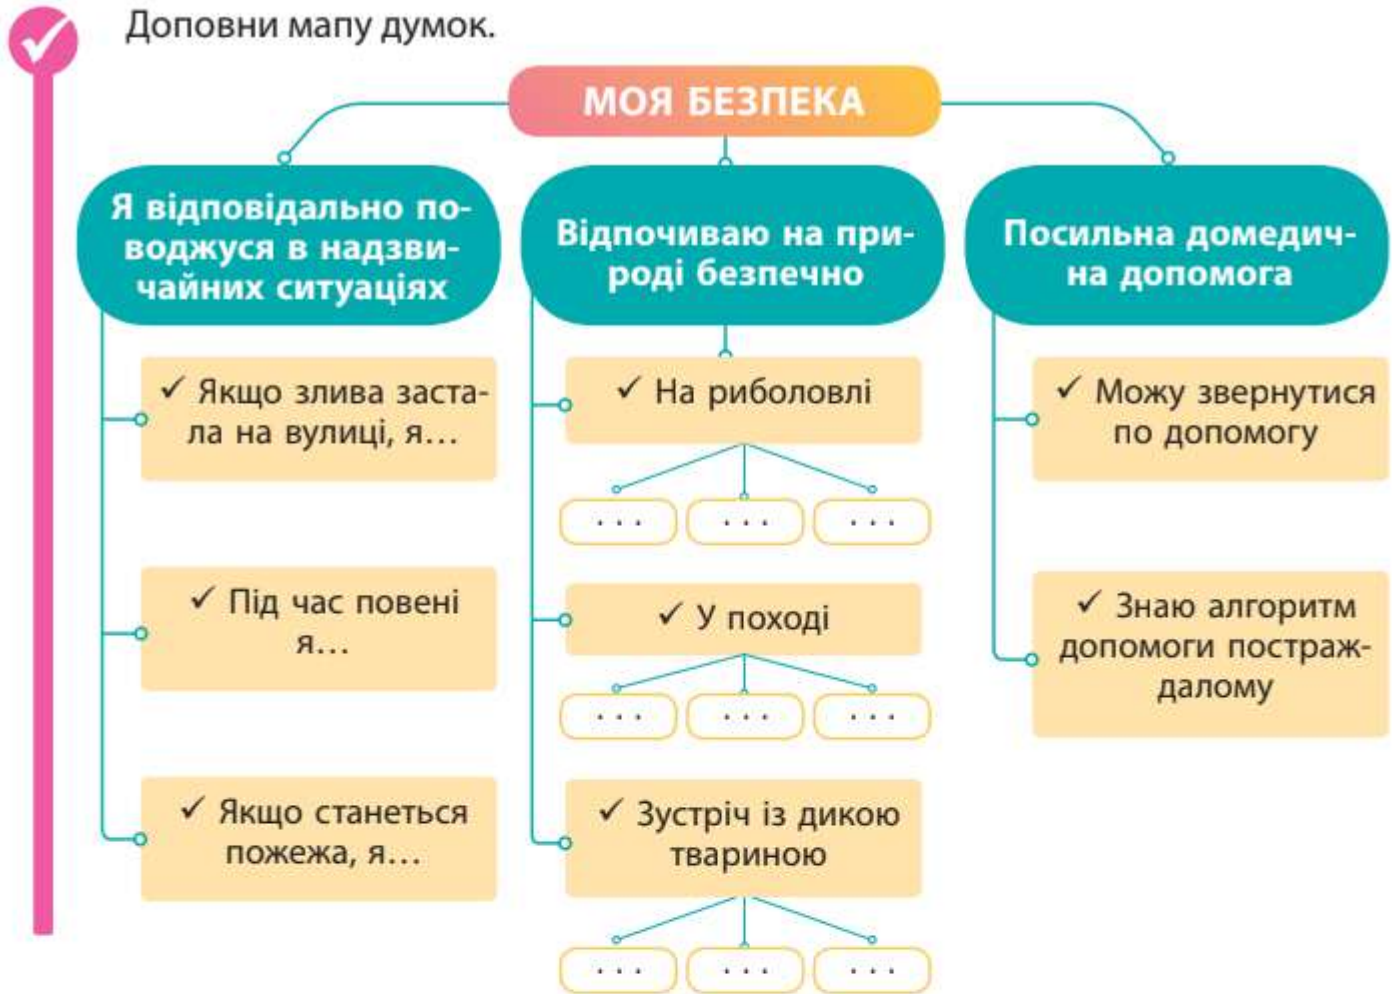 Доповни мапу думок.
МОЯ БЕЗПЕКА
Я відповідально по-
воджуся в надзви-
чайних ситуаціях
✓ Якщо злива заста-
ла на вулиці, я...
✓ Під час повені
я...
✓ Якщо станеться
пожежа, я...
Відпочиваю на при-
роді безпечно
✓ На риболовлі
... ... ...
✓ У поході
... ... ...
✓ Зустріч із дикою
твариною
... ... ...
Посильна домедич-
на допомога
✓ Можу звернутися
по допомогу
✓ Знаю алгоритм
допомоги постраж-
далому